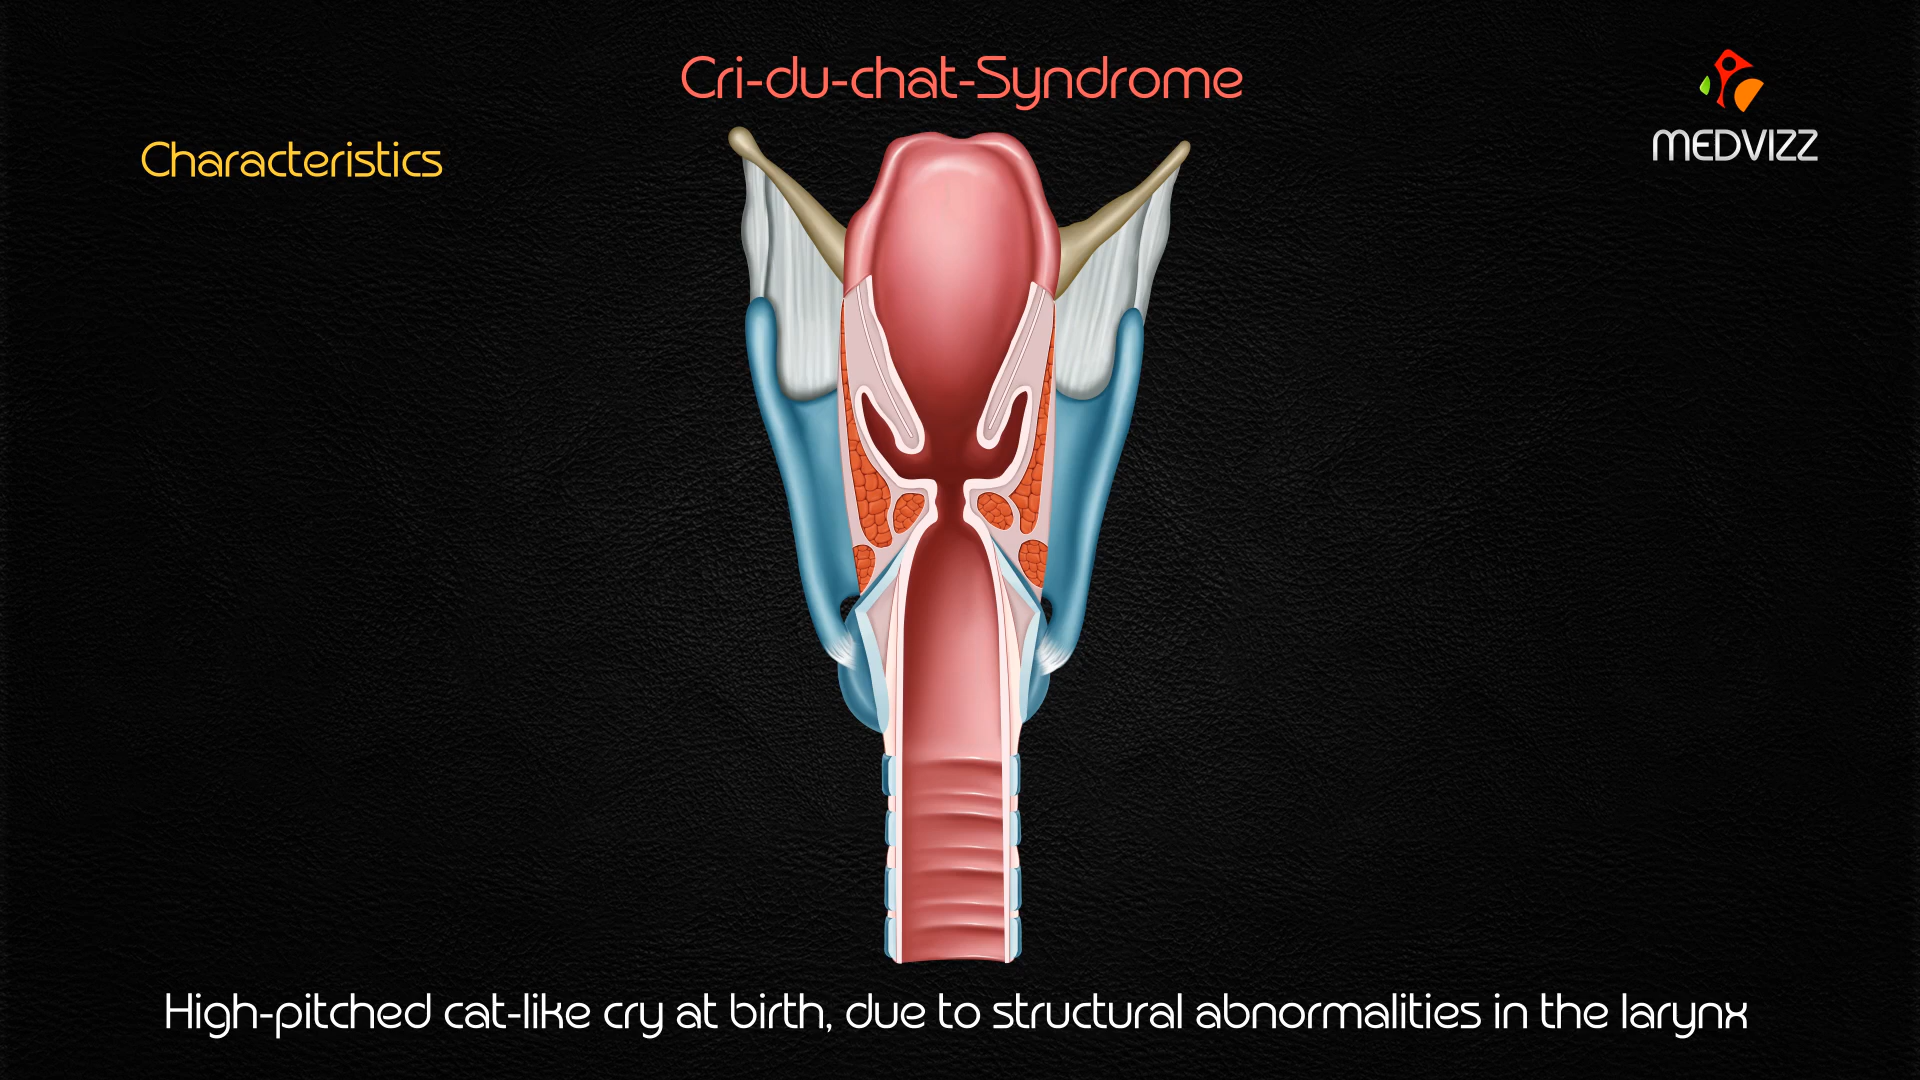 Cri-du-chat-Syndrome
MEDVIZZ
Characteristics
High-pitched cat-like cry at birth, due to structural abnormalities in the larynx